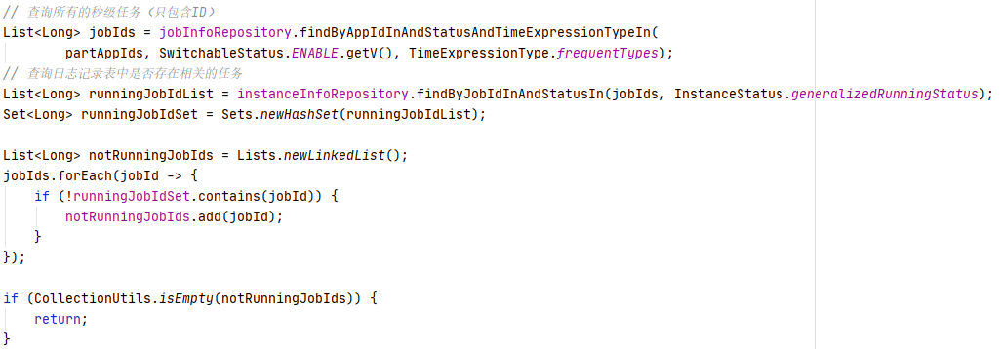 // 查询所有的秒级任务（只包含ID）
List<Long> jobIds = jobInfoRepository.findByAppIdInAndStatusAndTimeExpressionTypeIn(
        partAppIds, SwitchableStatus.ENABLE.getV(), TimeExpressionType.frequentTypes);
// 查询日志记录表中是否存在相关的任务
List<Long> runningJobIdList = instanceInfoRepository.findByJobIdInAndStatusIn(jobIds, InstanceStatus.generalizedRunningStatus);
Set<Long> runningJobIdSet = Sets.newHashSet(runningJobIdList);

List<Long> notRunningJobIds = Lists.newLinkedList();
jobIds.forEach(jobId -> {
    if (!runningJobIdSet.contains(jobId)) {
        notRunningJobIds.add(jobId);
    }
});

if (CollectionUtils.isEmpty(notRunningJobIds)) {
    return;
}